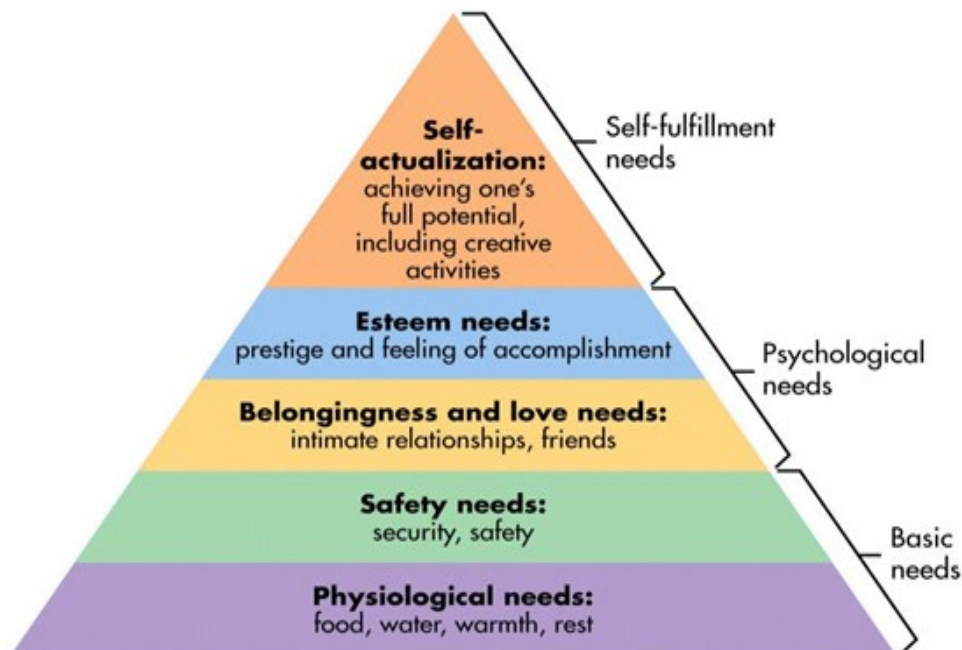 Self-
actualization:
achieving one's
full potential,
including creative
activities
Self-fulfillment
needs
Esteem needs:
prestige and feeling of accomplishment
Psychological
needs
Belongingness and love needs:
intimate relationships, friends
Safety needs:
security, safety
Basic
needs
Physiological needs:
food, water, warmth, rest